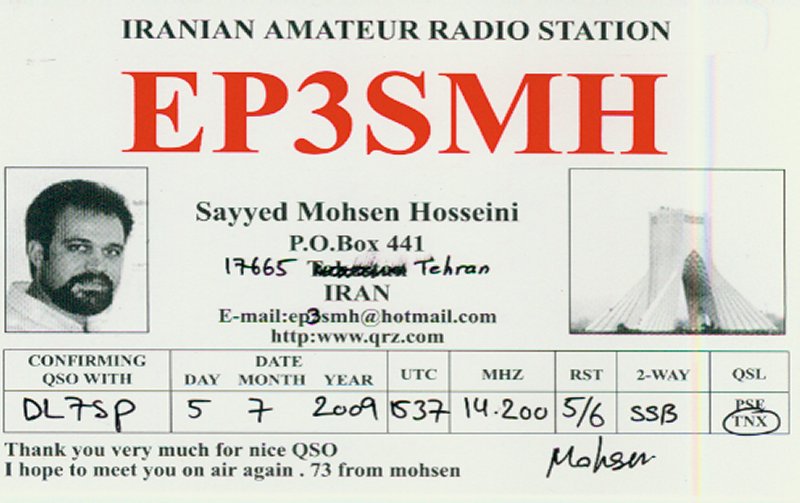 IRANIAN AMATEUR RADIO STATION
EP3SMH
Sayyed Mohsen Hosseini
P.O.Box 441
17665 Tehran
IRAN
E-mail:ep3smh@hotmail.com
http:www.qrz.com
CONFIRMING QSO WITH DAY DATE MONTH YEAR UTC MHZ RST 2-WAY QSL
DL7SP 5 7 2009 1537 14.200 5/6 SSB PSE TNX
Thank you very much for nice QSO
I hope to meet you on air again . 73 from mohsen
Mohsen